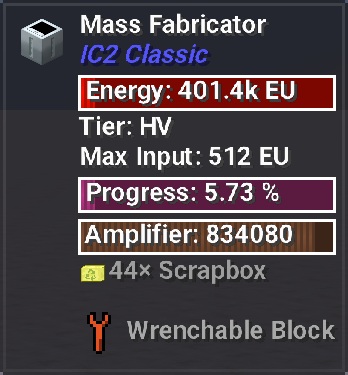 Mass Fabricator
IC2 Classic
Energy: 401.4k EU
Tier: HV
Max Input: 512 EU
Progress: 5.73 %
Amplifier: 834080
44× Scrapbox
Wrenchable Block